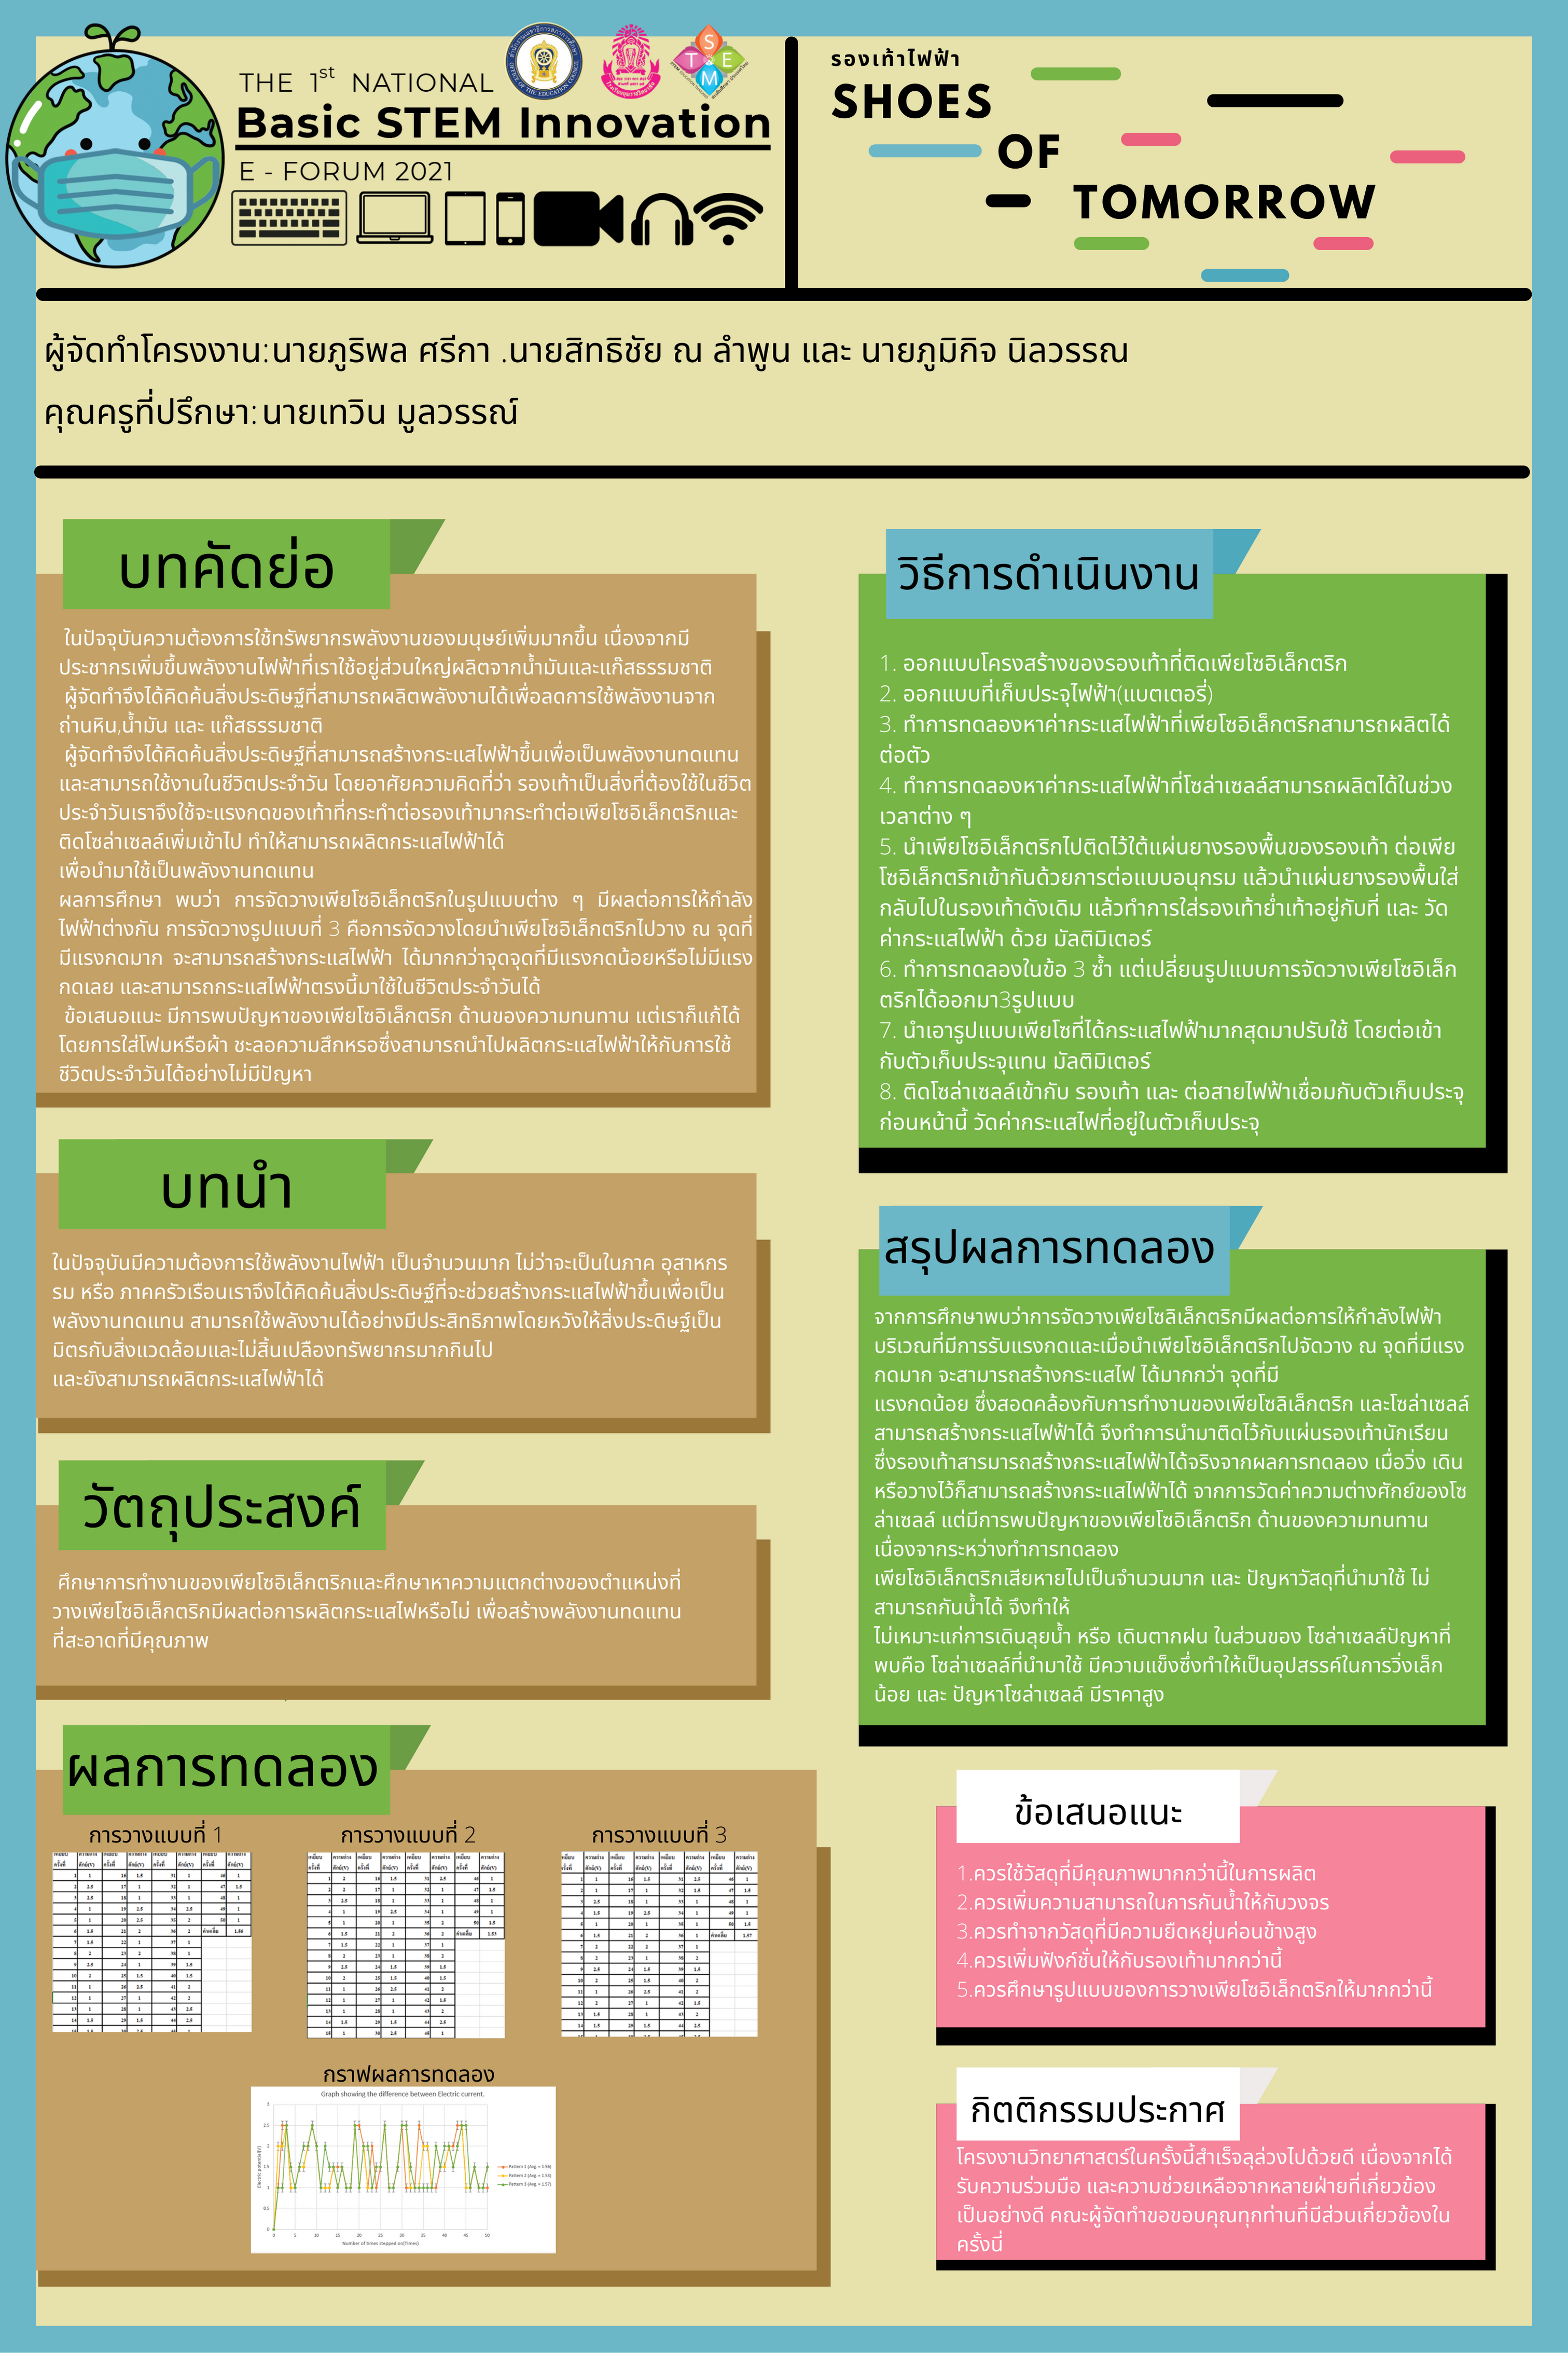 THE 1st NATIONAL
Basic STEM Innovation
E - FORUM 2021
รองเท้าไฟฟ้า
SHOES
OF
TOMORROW
ผู้จัดทำโครงงาน:นายภูริพล ศรีกา .นายสิทธิชัย ณ ลำพูน และ นายภูมิกิจ นิลวรรณ
คุณครูที่ปรึกษา:นายเทวิน มูลวรรณ์
บทคัดย่อ
ในปัจจุบันความต้องการใช้ทรัพยากรพลังงานของมนุษย์เพิ่มมากขึ้น เนื่องจากมี
ประชากรเพิ่มขึ้นพลังงานไฟฟ้าที่เราใช้อยู่ส่วนใหญ่ผลิตจากน้ำมันและแก๊สธรรมชาติ
ผู้จัดทำจึงได้คิดค้นสิ่งประดิษฐ์ที่สามารถผลิตพลังงานได้เพื่อลดการใช้พลังงานจาก
ถ่านหิน,น้ำมัน และ แก๊สธรรมชาติ
ผู้จัดทำจึงได้คิดค้นสิ่งประดิษฐ์ที่สามารถสร้างกระแสไฟฟ้าขึ้นเพื่อเป็นพลังงานทดแทน
และสามารถใช้งานในชีวิตประจำวัน โดยอาศัยความคิดที่ว่า รองเท้าเป็นสิ่งที่ต้องใช้ในชีวิต
ประจำวันเราจึงใช้จะแรงกดของเท้าที่กระทำต่อรองเท้ามากระทำต่อเพียโซอิเล็กตริกและ
ติดโซล่าเซลล์เพิ่มเข้าไป ทำให้สามารถผลิตกระแสไฟฟ้าได้
เพื่อนำมาใช้เป็นพลังงานทดแทน
ผลการศึกษา พบว่า การจัดวางเพียโซอิเล็กตริกในรูปแบบต่าง ๆ มีผลต่อการให้กำลัง
ไฟฟ้าต่างกัน การจัดวางรูปแบบที่ 3 คือการจัดวางโดยนำเพียโซอิเล็กตริกไปวาง ณ จุดที่
มีแรงกดมาก จะสามารถสร้างกระแสไฟฟ้า ได้มากกว่าจุดจุดที่มีแรงกดน้อยหรือไม่มีแรง
กดเลย และสามารถกระแสไฟฟ้าตรงนี้มาใช้ในชีวิตประจำวันได้
ข้อเสนอแนะ มีการพบปัญหาของเพียโซอิเล็กตริก ด้านของความทนทาน แต่เราก็แก้ได้
โดยการใส่โฟมหรือผ้า ชะลอความสึกหรอซึ่งสามารถนำไปผลิตกระแสไฟฟ้าให้กับการใช้
ชีวิตประจำวันได้อย่างไม่มีปัญหา
บทนำ
ในปัจจุบันมีความต้องการใช้พลังงานไฟฟ้า เป็นจำนวนมาก ไม่ว่าจะเป็นในภาค อุสาหกร
รม หรือ ภาคครัวเรือนเราจึงได้คิดค้นสิ่งประดิษฐ์ที่จะช่วยสร้างกระแสไฟฟ้าขึ้นเพื่อเป็น
พลังงานทดแทน สามารถใช้พลังงานได้อย่างมีประสิทธิภาพโดยหวังให้สิ่งประดิษฐ์เป็น
มิตรกับสิ่งแวดล้อมและไม่สิ้นเปลืองทรัพยากรมากกินไป
และยังสามารถผลิตกระแสไฟฟ้าได้
วัตถุประสงค์
ศึกษาการทำงานของเพียโซอิเล็กตริกและศึกษาหาความแตกต่างของตำแหน่งที่
วางเพียโซอิเล็กตริกมีผลต่อการผลิตกระแสไฟหรือไม่ เพื่อสร้างพลังงานทดแทน
ที่สะอาดที่มีคุณภาพ
ผลการทดลอง
การวางแบบที่ 1
การวางแบบที่ 2
การวางแบบที่ 3
กราฟผลการทดลอง
Graph showing the difference between Electric current.
Electric potential(V)
Pattern 1 (Avg. = 1.56)
Pattern 2 (Avg. = 1.53)
Pattern 3 (Avg. = 1.57)
Number of times stepped on(Times)
วิธีการดำเนินงาน
1. ออกแบบโครงสร้างของรองเท้าที่ติดเพียโซอิเล็กตริก
2. ออกแบบที่เก็บประจุไฟฟ้า(แบตเตอรี่)
3. ทำการทดลองหาค่ากระแสไฟฟ้าที่เพียโซอิเล็กตริกสามารถผลิตได้
ต่อตัว
4. ทำการทดลองหาค่ากระแสไฟฟ้าที่โซล่าเซลล์สามารถผลิตได้ในช่วง
เวลาต่าง ๆ
5. นำเพียโซอิเล็กตริกไปติดไว้ใต้แผ่นยางรองพื้นของรองเท้า ต่อเพีย
โซอิเล็กตริกเข้ากันด้วยการต่อแบบอนุกรม แล้วนำแผ่นยางรองพื้นใส่
กลับไปในรองเท้าดังเดิม แล้วทำการใส่รองเท้าย่ำเท้าอยู่กับที่ และ วัด
ค่ากระแสไฟฟ้า ด้วย มัลติมิเตอร์
6. ทำการทดลองในข้อ 3 ซ้ำ แต่เปลี่ยนรูปแบบการจัดวางเพียโซอิเล็ก
ตริกได้ออกมา3รูปแบบ
7. นำเอารูปแบบเพียโซที่ได้กระแสไฟฟ้ามากสุดมาปรับใช้ โดยต่อเข้า
กับตัวเก็บประจุแทน มัลติมิเตอร์
8. ติดโซล่าเซลล์เข้ากับ รองเท้า และ ต่อสายไฟฟ้าเชื่อมกับตัวเก็บประจุ
ก่อนหน้านี้ วัดค่ากระแสไฟที่อยู่ในตัวเก็บประจุ
สรุปผลการทดลอง
จากการศึกษาพบว่าการจัดวางเพียโซลิเล็กตริกมีผลต่อการให้กำลังไฟฟ้า
บริเวณที่มีการรับแรงกดและเมื่อนำเพียโซอิเล็กตริกไปจัดวาง ณ จุดที่มีแรง
กดมาก จะสามารถสร้างกระแสไฟ ได้มากกว่า จุดที่มี
แรงกดน้อย ซึ่งสอดคล้องกับการทำงานของเพียโซลิเล็กตริก และโซล่าเซลล์
สามารถสร้างกระแสไฟฟ้าได้ จึงทำการนำมาติดไว้กับแผ่นรองเท้านักเรียน
ซึ่งรองเท้าสารมารถสร้างกระแสไฟฟ้าได้จริงจากผลการทดลอง เมื่อวิ่ง เดิน
หรือวางไว้ก็สามารถสร้างกระแสไฟฟ้าได้ จากการวัดค่าความต่างศักย์ของโซ
ล่าเซลล์ แต่มีการพบปัญหาของเพียโซอิเล็กตริก ด้านของความทนทาน
เนื่องจากระหว่างทำการทดลอง
เพียโซอิเล็กตริกเสียหายไปเป็นจำนวนมาก และ ปัญหาวัสดุที่นำมาใช้ ไม่
สามารถกันน้ำได้ จึงทำให้
ไม่เหมาะแก่การเดินลุยน้ำ หรือ เดินตากฝน ในส่วนของ โซล่าเซลล์ปัญหาที่
พบคือ โซล่าเซลล์ที่นำมาใช้ มีความแข็งซึ่งทำให้เป็นอุปสรรค์ในการวิ่งเล็ก
น้อย และ ปัญหาโซล่าเซลล์ มีราคาสูง
ข้อเสนอแนะ
1.ควรใช้วัสดุที่มีคุณภาพมากกว่านี้ในการผลิต
2.ควรเพิ่มความสามารถในการกันน้ำให้กับวงจร
3.ควรทำจากวัสดุที่มีความยืดหยุ่นค่อนข้างสูง
4.ควรเพิ่มฟังก์ชั่นให้กับรองเท้ามากกว่านี้
5.ควรศึกษารูปแบบของการวางเพียโซอิเล็กตริกให้มากกว่านี้
กิตติกรรมประกาศ
โครงงานวิทยาศาสตร์ในครั้งนี้สำเร็จลุล่วงไปด้วยดี เนื่องจากได้
รับความร่วมมือ และความช่วยเหลือจากหลายฝ่ายที่เกี่ยวข้อง
เป็นอย่างดี คณะผู้จัดทำขอขอบคุณทุกท่านที่มีส่วนเกี่ยวข้องใน
ครั้งนี่